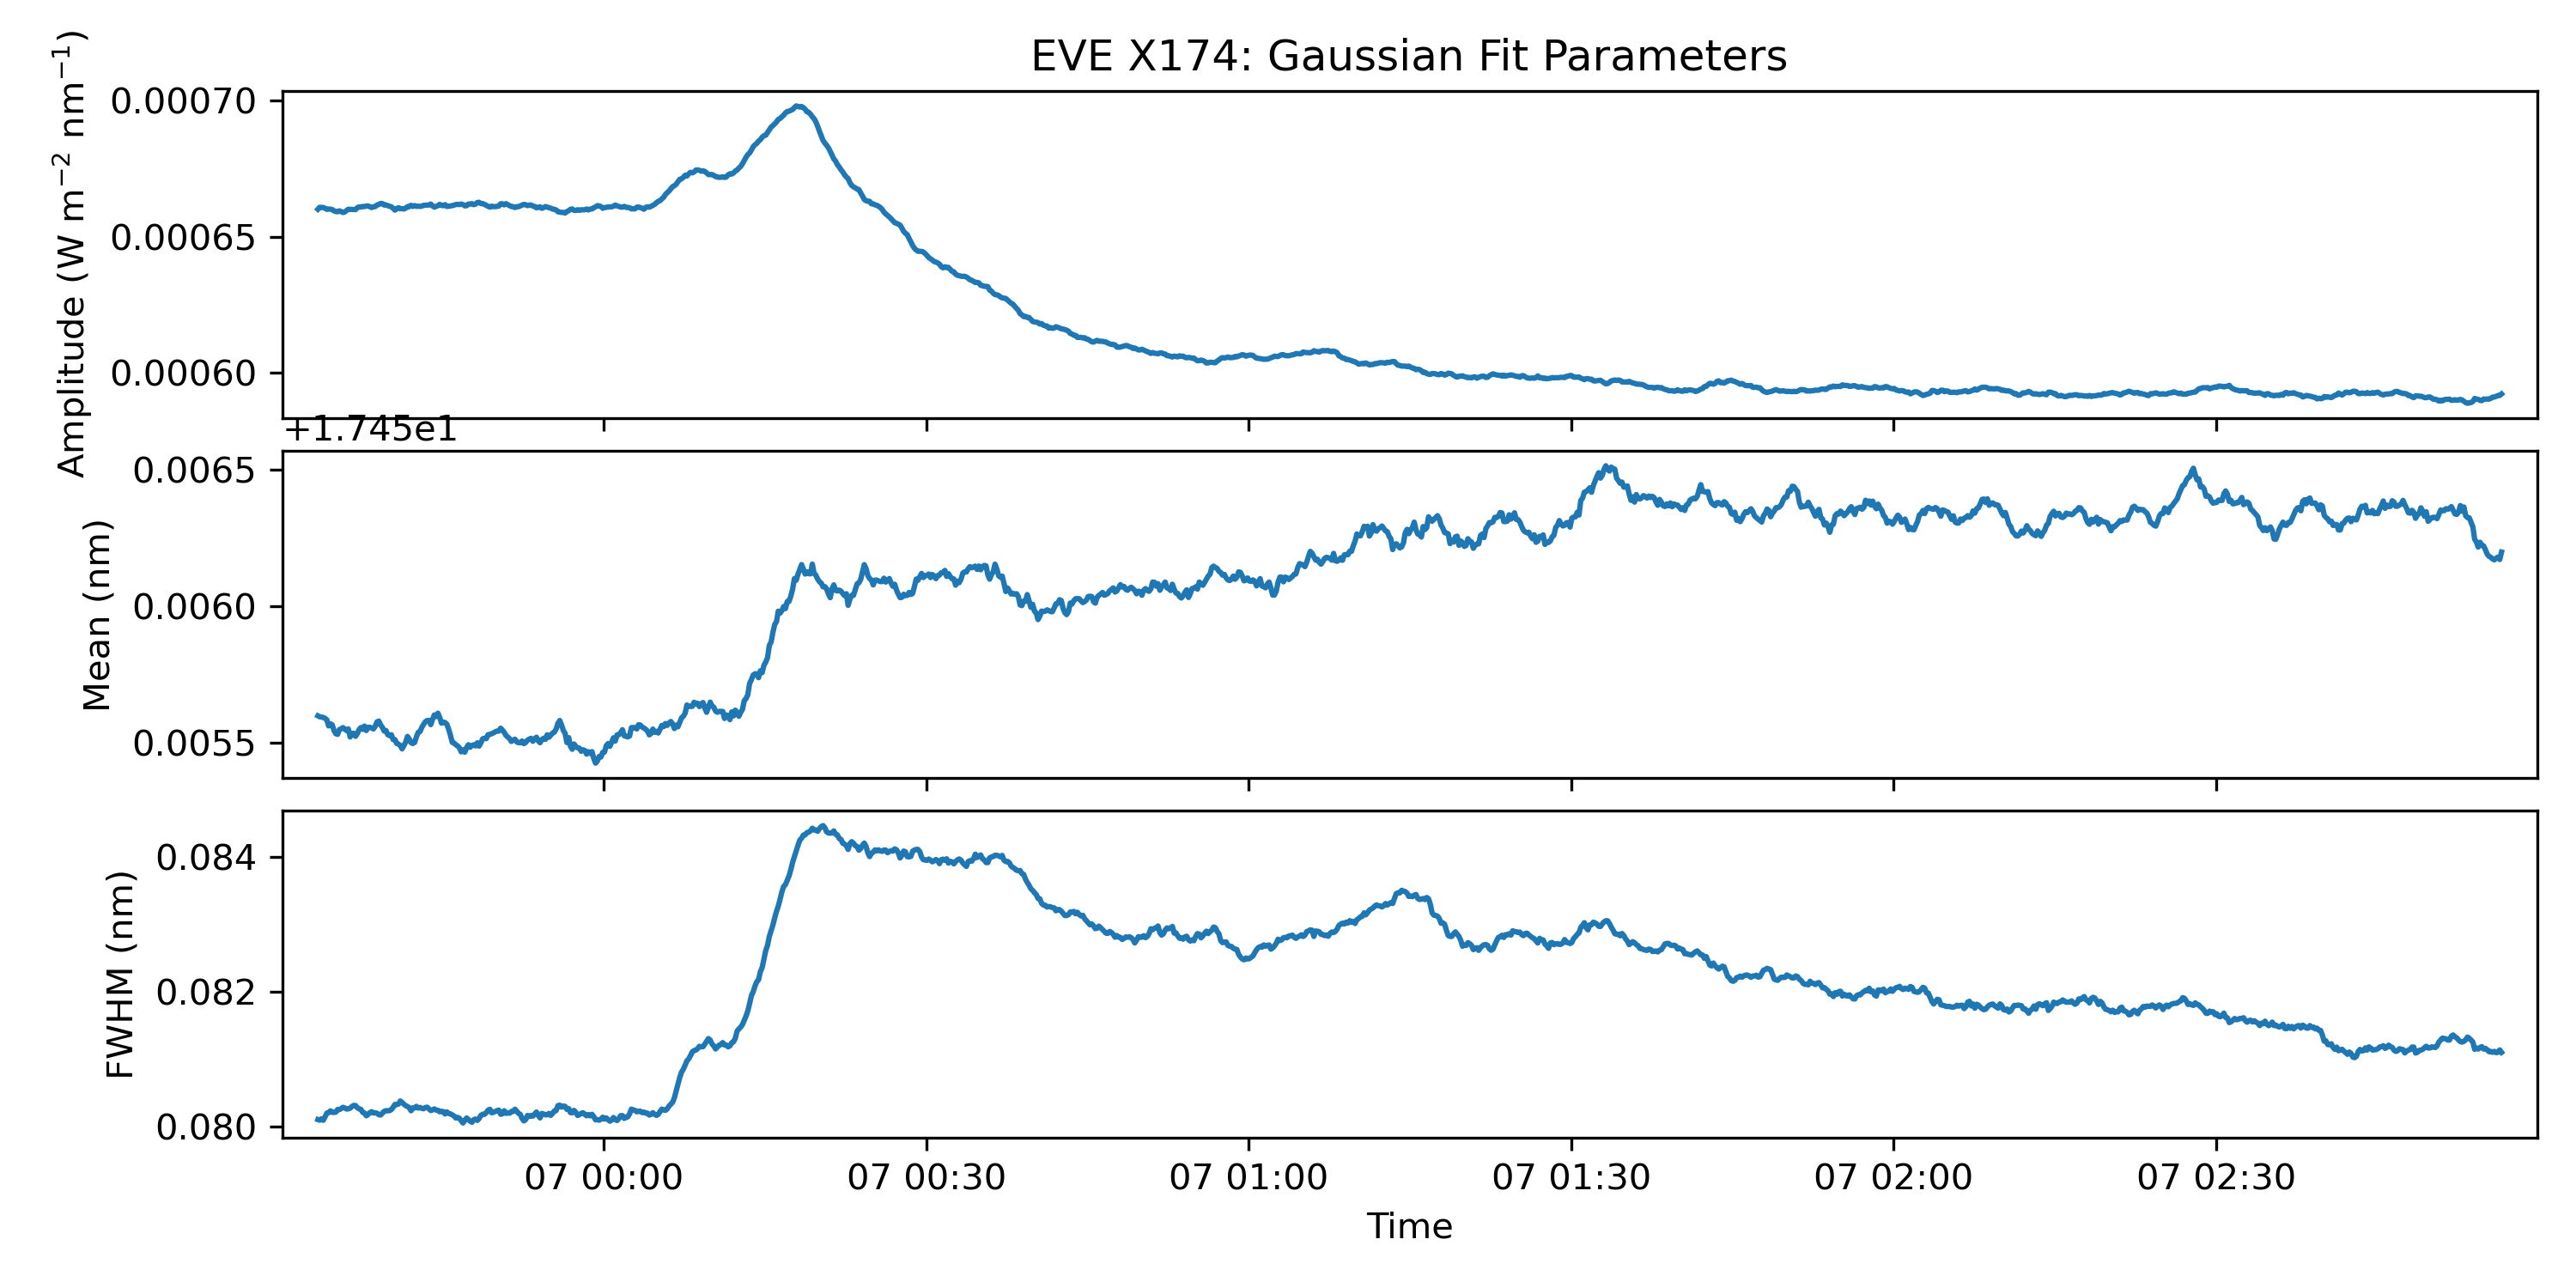 EVE X174: Gaussian Fit Parameters
Amplitude (W m⁻² nm⁻¹)
0.00070
0.00065
0.00060
+1.745e1
Mean (nm)
0.0065
0.0060
0.0055
FWHM (nm)
0.084
0.082
0.080
07 00:00 07 00:30 07 01:00 07 01:30 07 02:00 07 02:30
Time